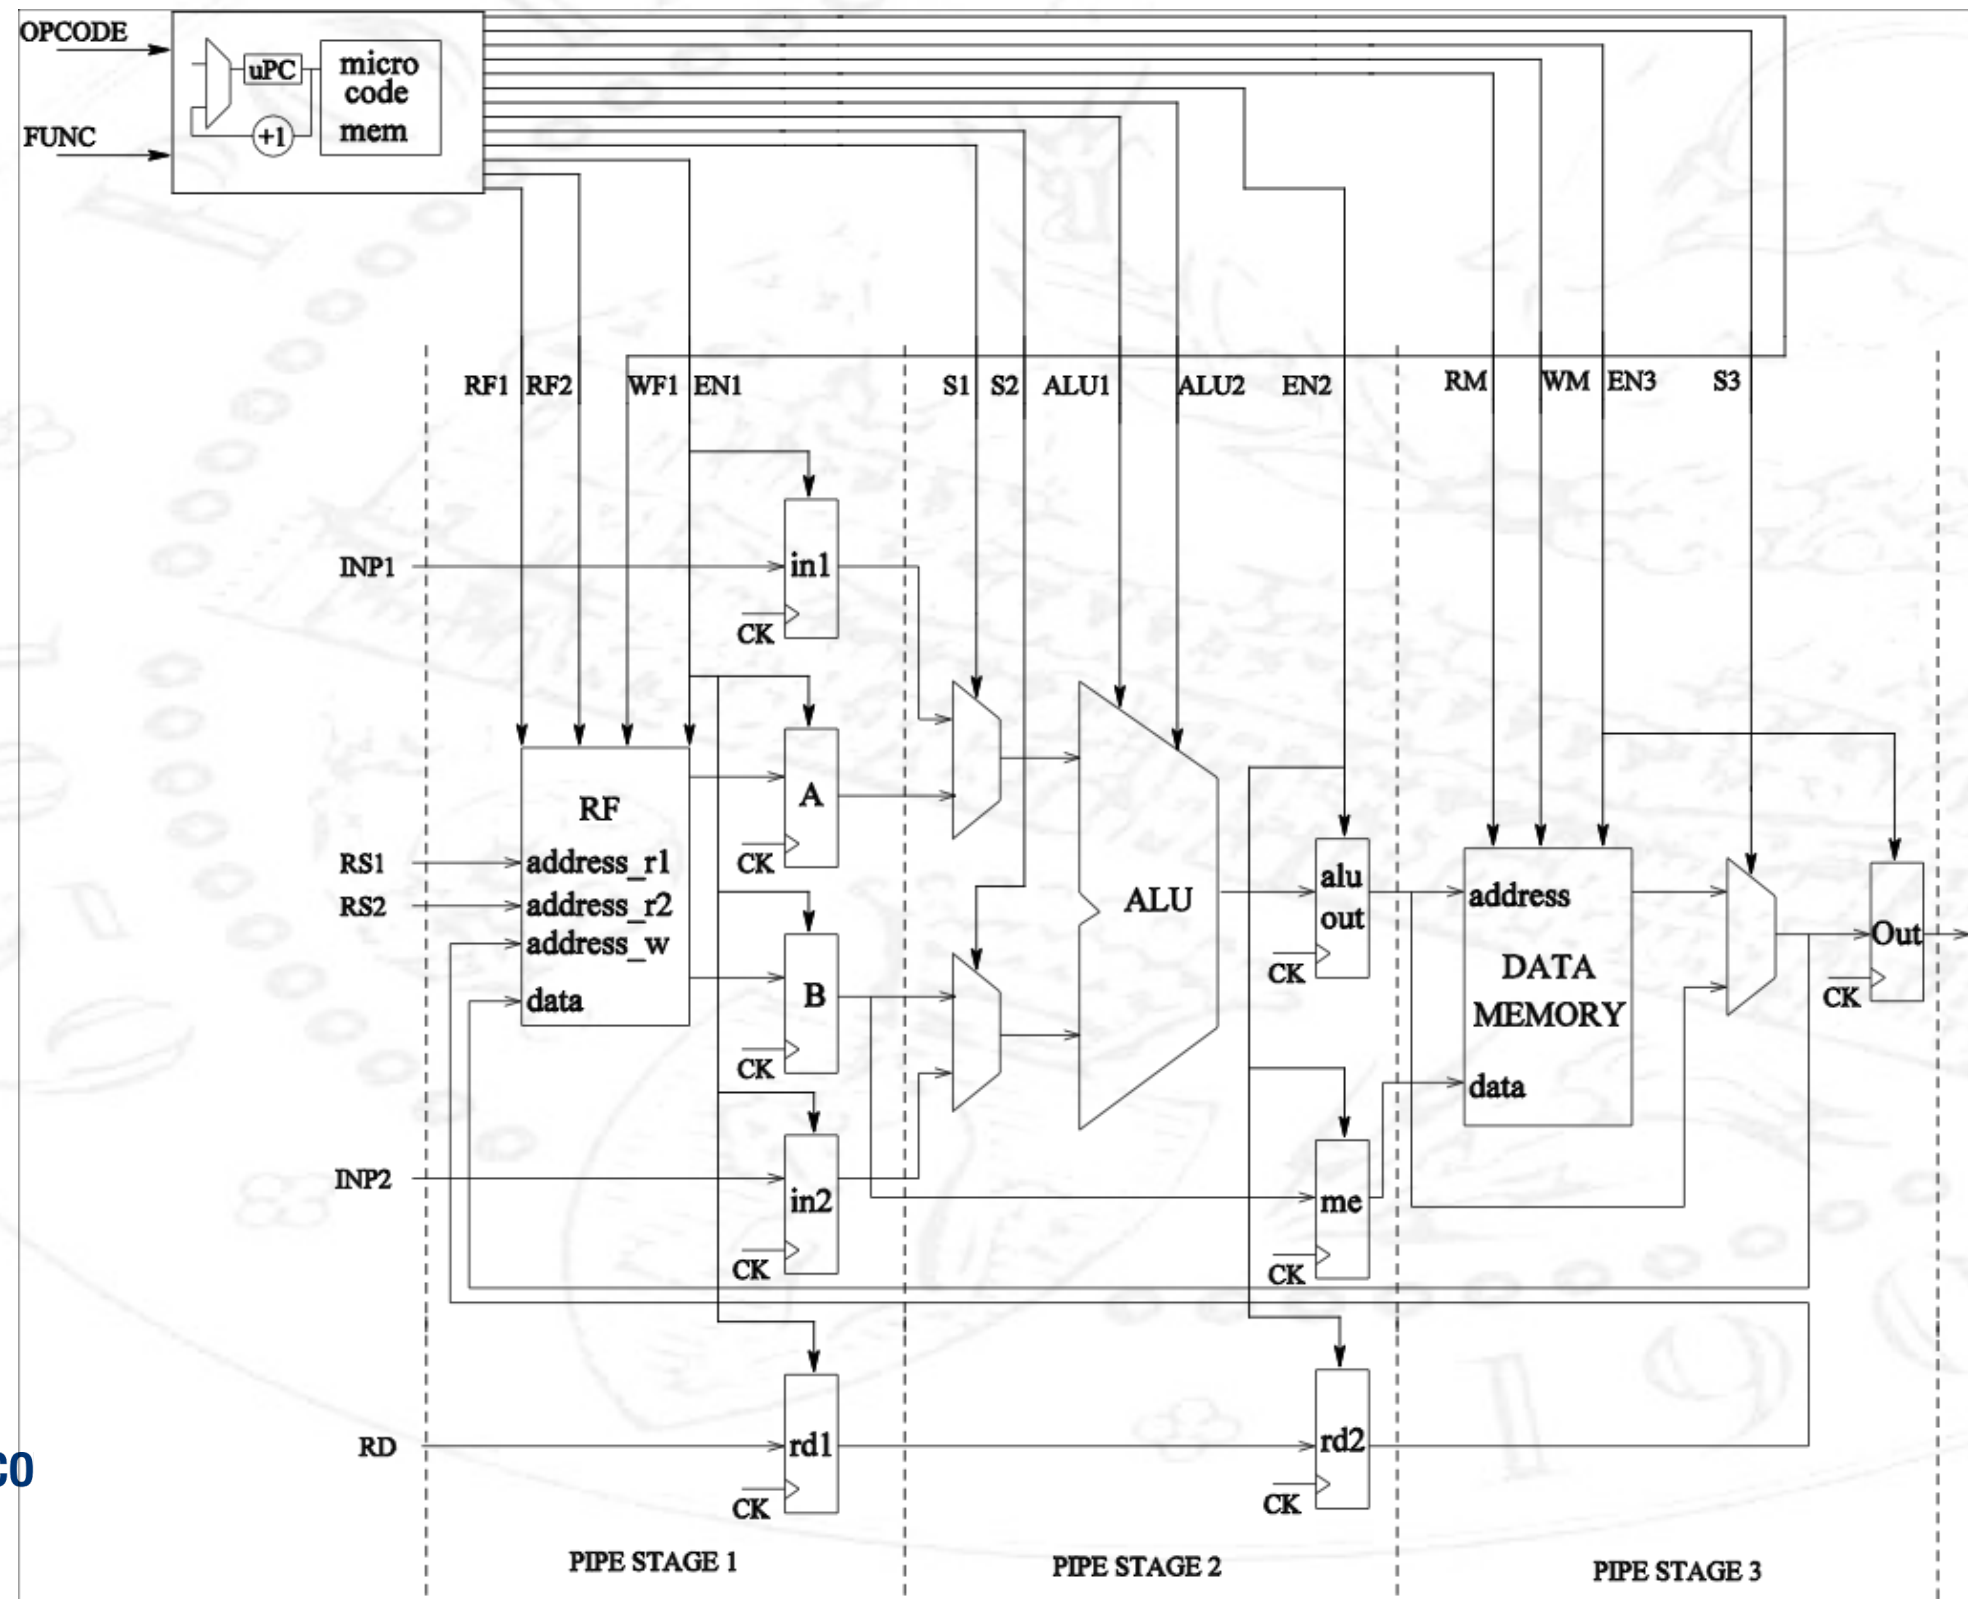 OPCODE
uPC
micro
code
mem
+1
FUNC
RF1 RF2 WF1 EN1 S1 S2 ALU1 ALU2 EN2 RM WM EN3 S3
INP1
in1
CK
A
RF
CK
RS1
address_r1
RS2
address_r2
address_w
data
B
CK
ALU
alu
out
CK
address
DATA
MEMORY
data
Out
CK
INP2
in2
CK
me
CK
RD
rd1
CK
rd2
CK
PIPE STAGE 1
PIPE STAGE 2
PIPE STAGE 3